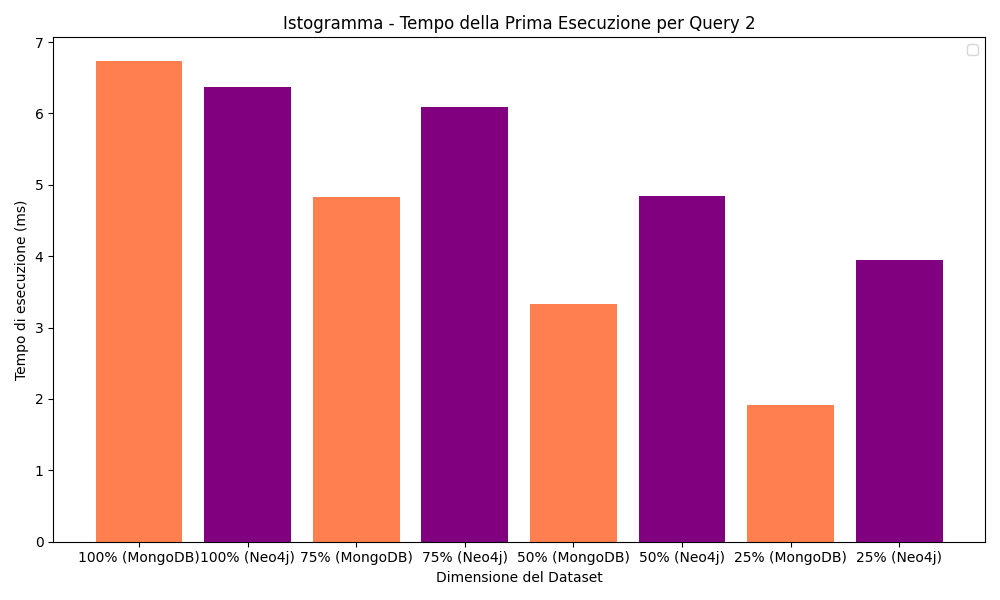 Istogramma - Tempo della Prima Esecuzione per Query 2
7
6
5
4
3
2
1
0
Tempo di esecuzione (ms)
100% (MongoDB) 100% (Neo4j) 75% (MongoDB) 75% (Neo4j) 50% (MongoDB) 50% (Neo4j) 25% (MongoDB) 25% (Neo4j)
Dimensione del Dataset